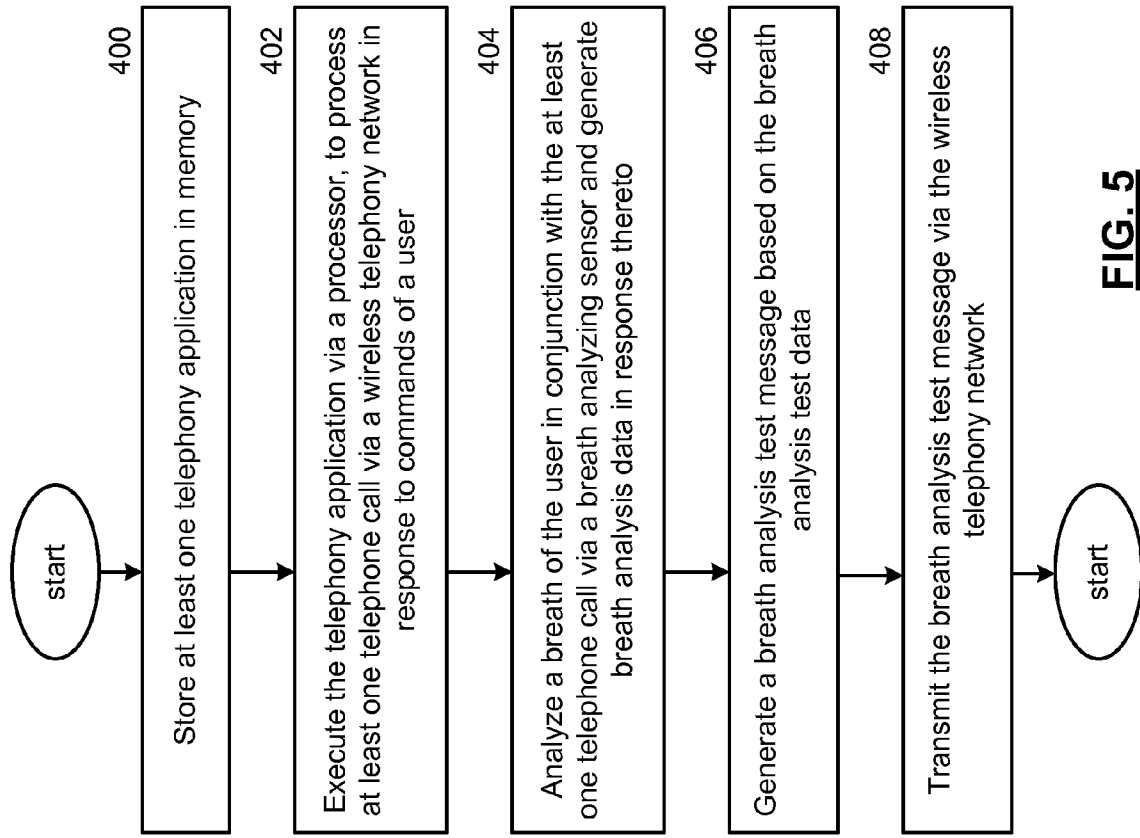 start
400
Store at least one telephony application in memory
402
Execute the telephony application via a processor, to process
at least one telephone call via a wireless telephony network in
response to commands of a user
404
Analyze a breath of the user in conjunction with the at least
one telephone call via a breath analyzing sensor and generate
breath analysis data in response thereto
406
Generate a breath analysis test message based on the breath
analysis test data
408
Transmit the breath analysis test message via the wireless
telephony network
start
FIG. 5